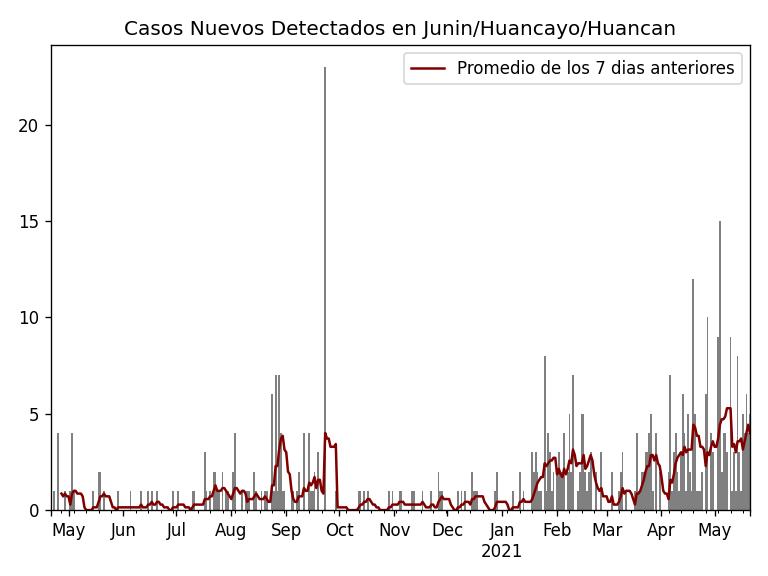 Casos Nuevos Detectados en Junin/Huancayo/Huancan
Promedio de los 7 dias anteriores
20
15
10
5
0
May Jun Jul Aug Sep Oct Nov Dec Jan Feb Mar Apr May
2021